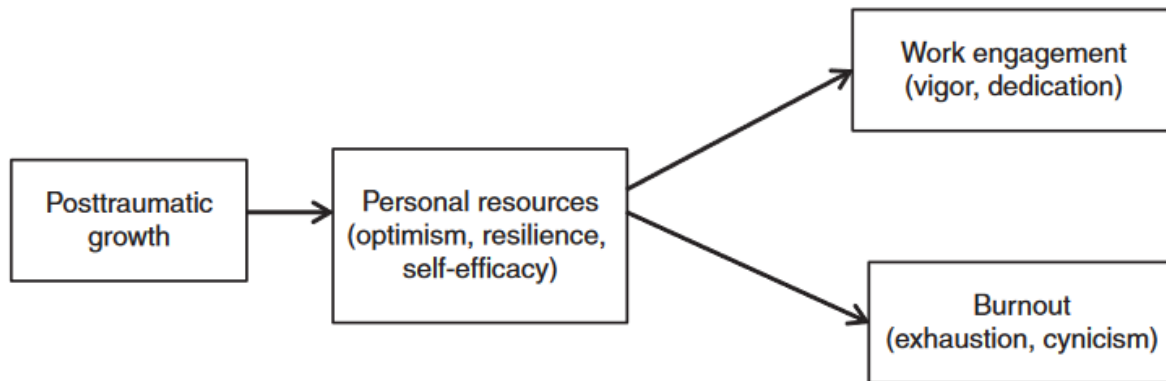 Posttraumatic
growth
Personal resources
(optimism, resilience,
self-efficacy)
Work engagement
(vigor, dedication)
Burnout
(exhaustion, cynicism)